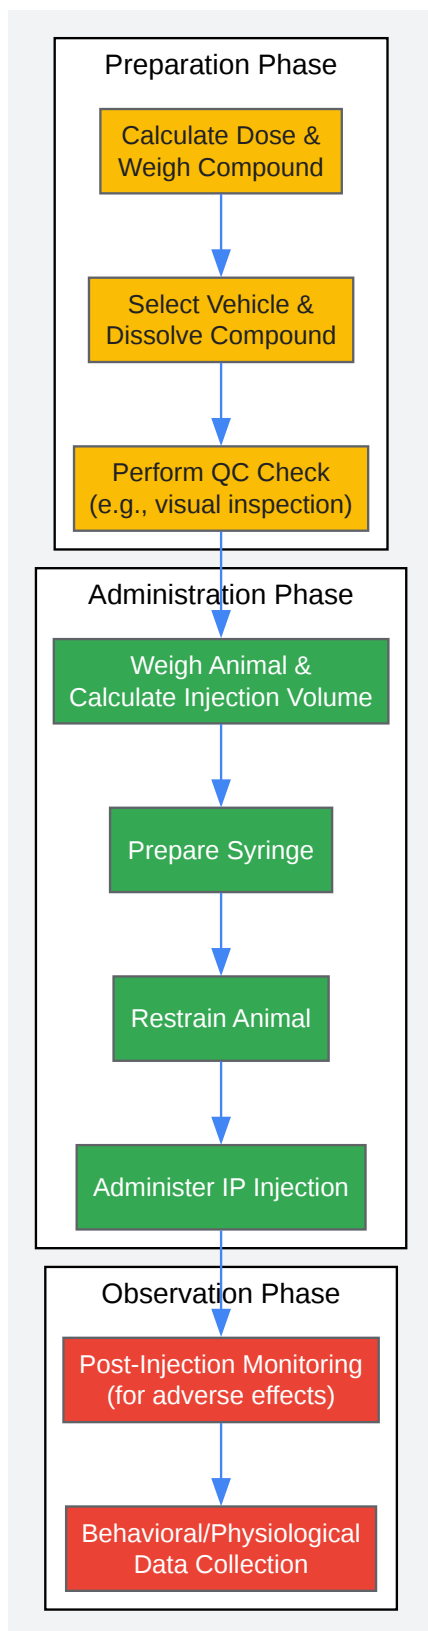 Preparation Phase
Calculate Dose &
Weigh Compound
Select Vehicle &
Dissolve Compound
Perform QC Check
(e.g., visual inspection)
Administration Phase
Weigh Animal &
Calculate Injection Volume
Prepare Syringe
Restrain Animal
Administer IP Injection
Observation Phase
Post-Injection Monitoring
(for adverse effects)
Behavioral/Physiological
Data Collection